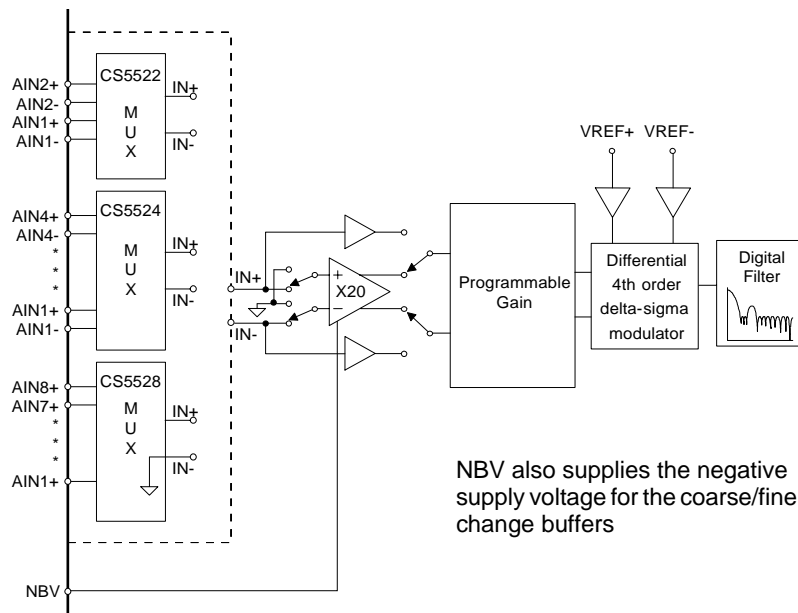 CS5522
AIN2+
AIN2-
AIN1+
AIN1-
M
U
X
IN+
IN-
CS5524
AIN4+
AIN4-
*
*
*
AIN1+
AIN1-
M
U
X
IN+
IN-
CS5528
AIN8+
AIN7+
*
*
*
AIN1+
M
U
X
IN+
IN-
NBV
IN+
IN-
+
X20
−
Programmable
Gain
VREF+
VREF-
Differential
4th order
delta-sigma
modulator
Digital
Filter
NBV also supplies the negative
supply voltage for the coarse/fine
change buffers